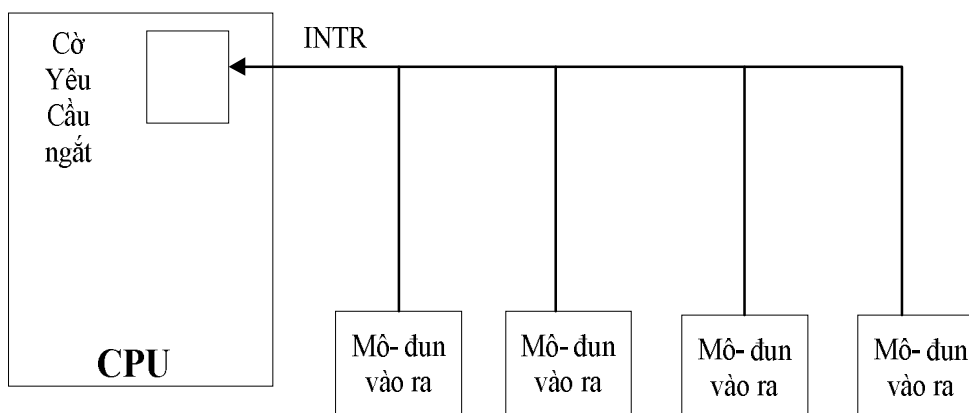 Cờ
Yêu
Cầu
ngắt
INTR
CPU
Mô- đun
vào ra
Mô- đun
vào ra
Mô- đun
vào ra
Mô- đun
vào ra